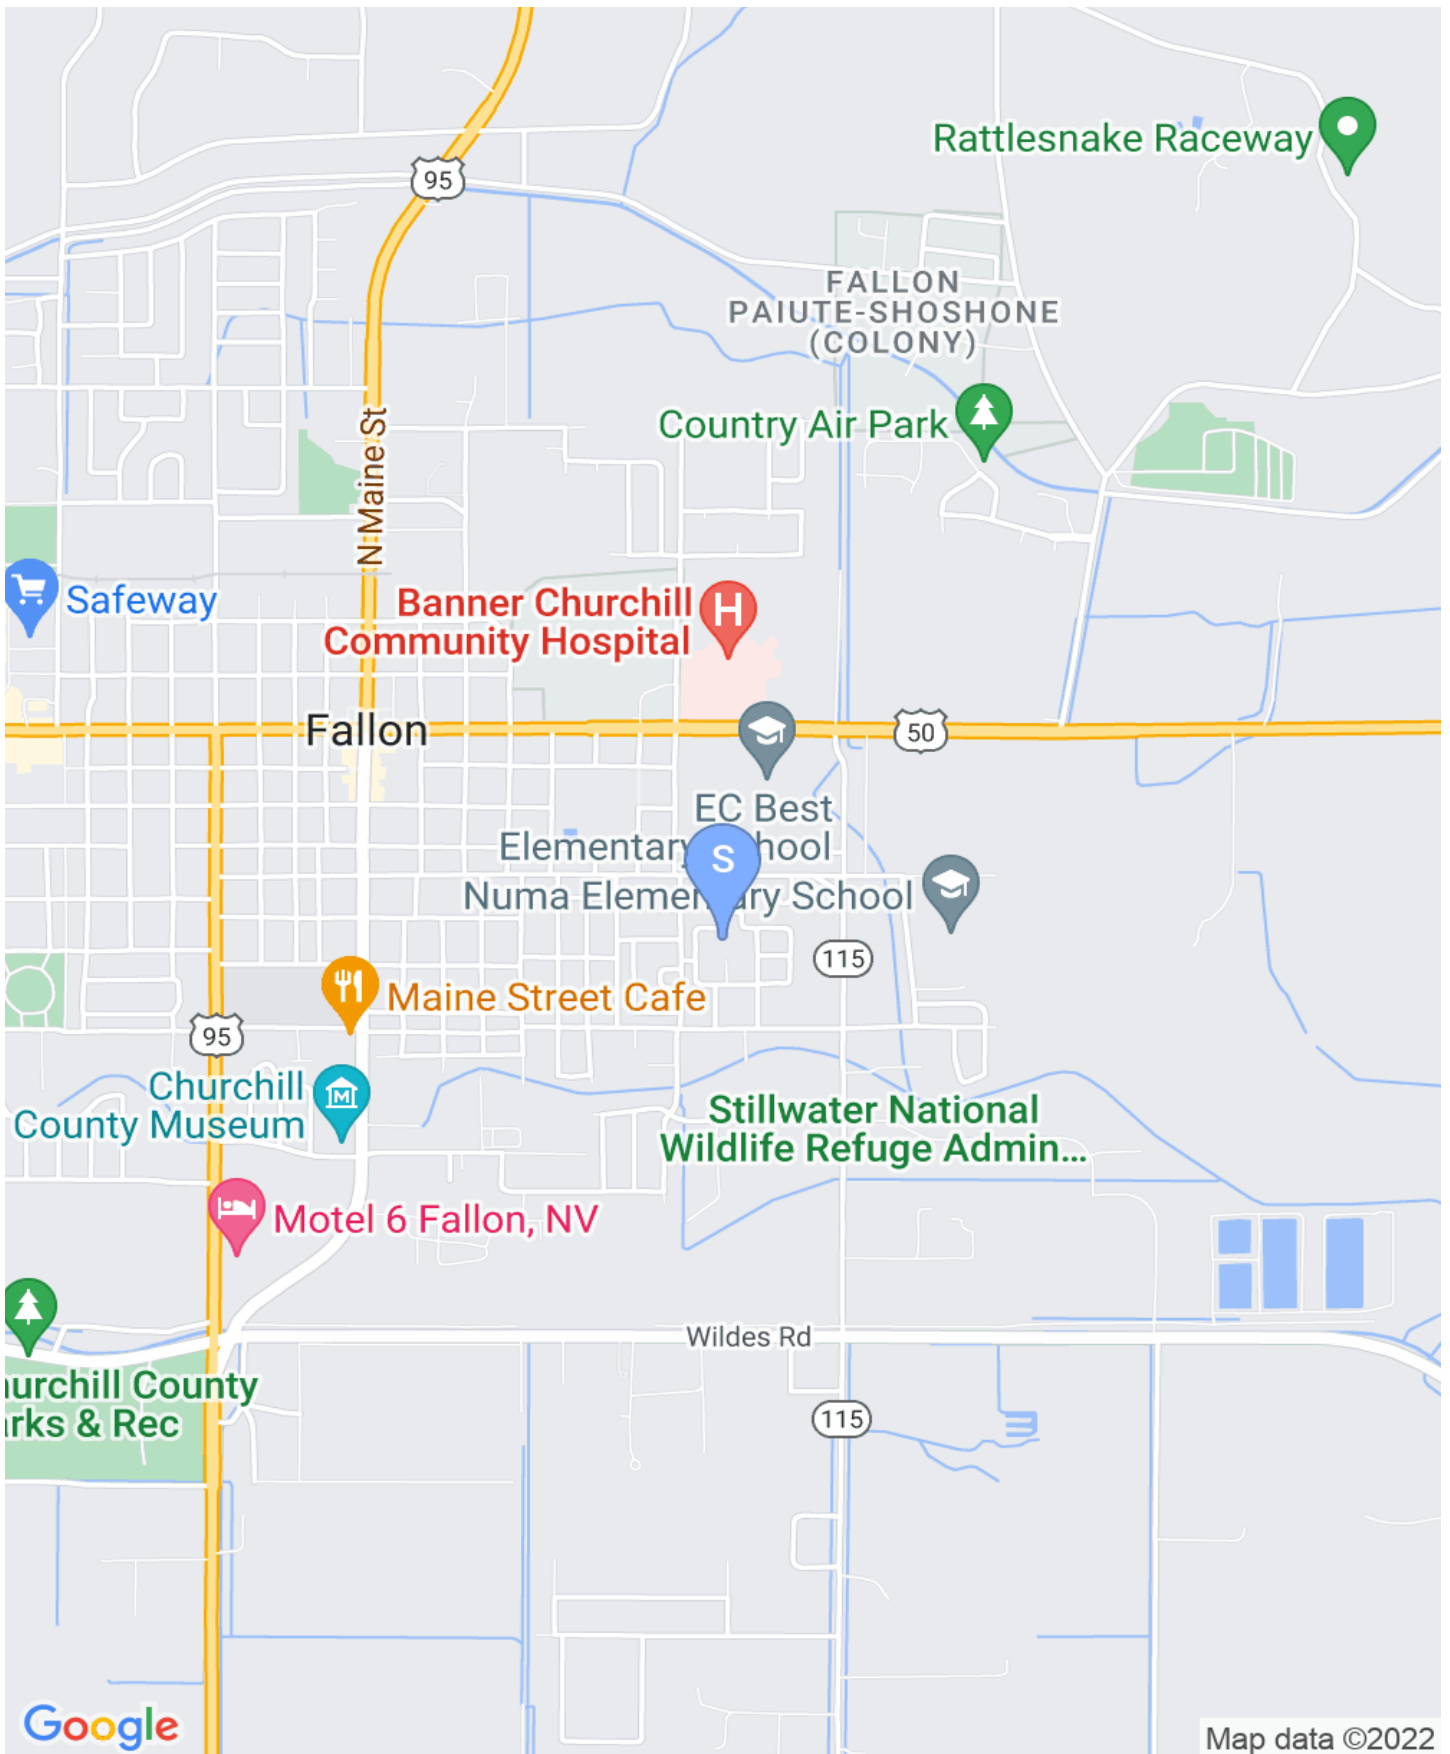 Rattlesnake Raceway
95
FALLON
PAIUTE-SHOSHONE
(COLONY)
Country Air Park
N Maine St
Safeway
Banner Churchill
Community Hospital
H
Fallon
50
EC Best
Elementary School
S
Numa Elementary School
115
Maine Street Cafe
95
Churchill
County Museum
M
Stillwater National
Wildlife Refuge Admin...
Motel 6 Fallon, NV
Wildes Rd
hurchill County
arks & Rec
115
Google
Map data ©2022